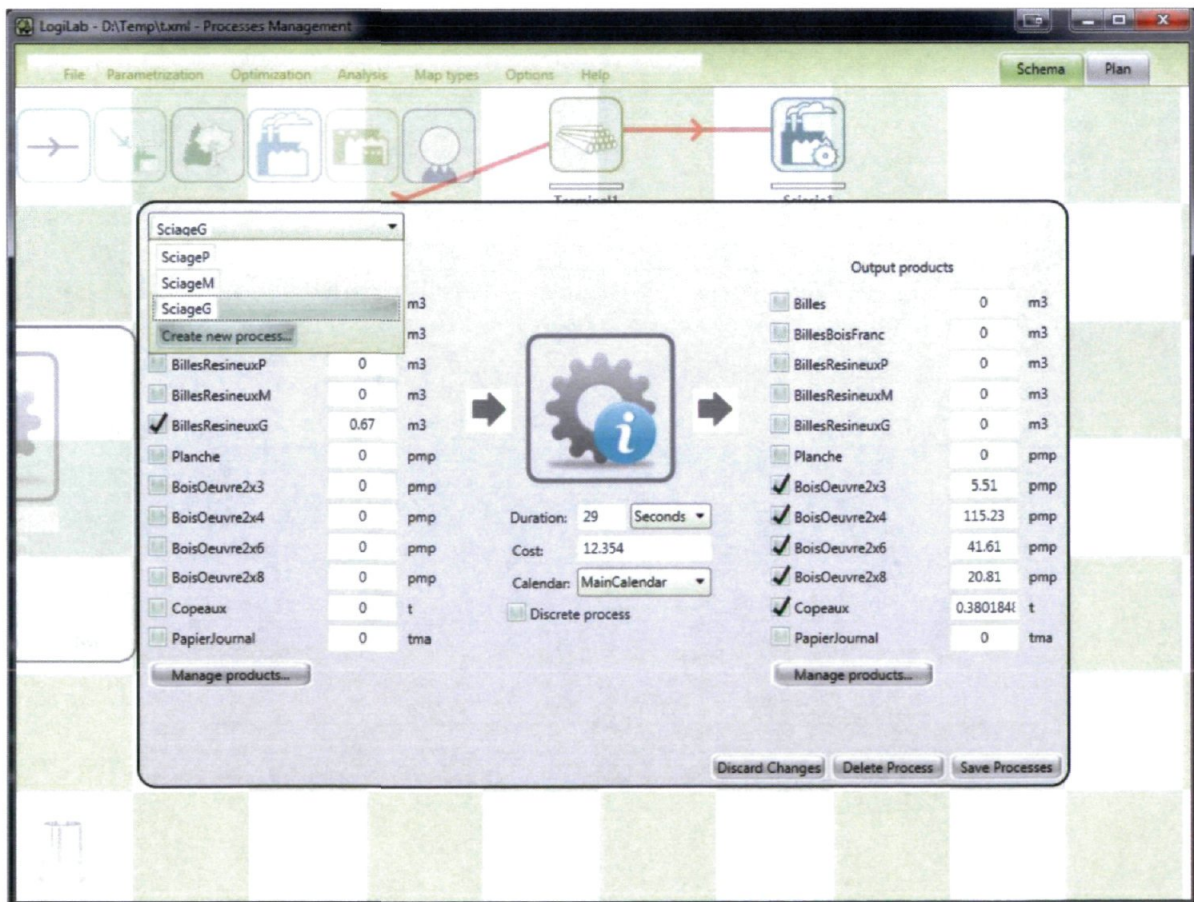 LogiLab - D:\Temp\t.xml - Processes Management
File Parametrization Optimization Analysis Map types Options Help
Schema Plan
Terminal1
SciageG
SciageP
SciageM
SciageG
Create new process...
m3
m3
BillesResineuxP 0 m3
BillesResineuxM 0 m3
BillesResineuxG 0.67 m3
Planche 0 pmp
BoisOeuvre2x3 0 pmp
BoisOeuvre2x4 0 pmp
BoisOeuvre2x6 0 pmp
BoisOeuvre2x8 0 pmp
Copeaux 0 t
PapierJournal 0 tma
Manage products...
Duration: 29 Seconds
Cost: 12.354
Calendar: MainCalendar
Discrete process
Output products
Billes 0 m3
BillesBoisFranc 0 m3
BillesResineuxP 0 m3
BillesResineuxM 0 m3
BillesResineuxG 0 m3
Planche 0 pmp
BoisOeuvre2x3 5.51 pmp
BoisOeuvre2x4 115.23 pmp
BoisOeuvre2x6 41.61 pmp
BoisOeuvre2x8 20.81 pmp
Copeaux 0.380184 t
PapierJournal 0 tma
Manage products...
Discard Changes Delete Process Save Processes